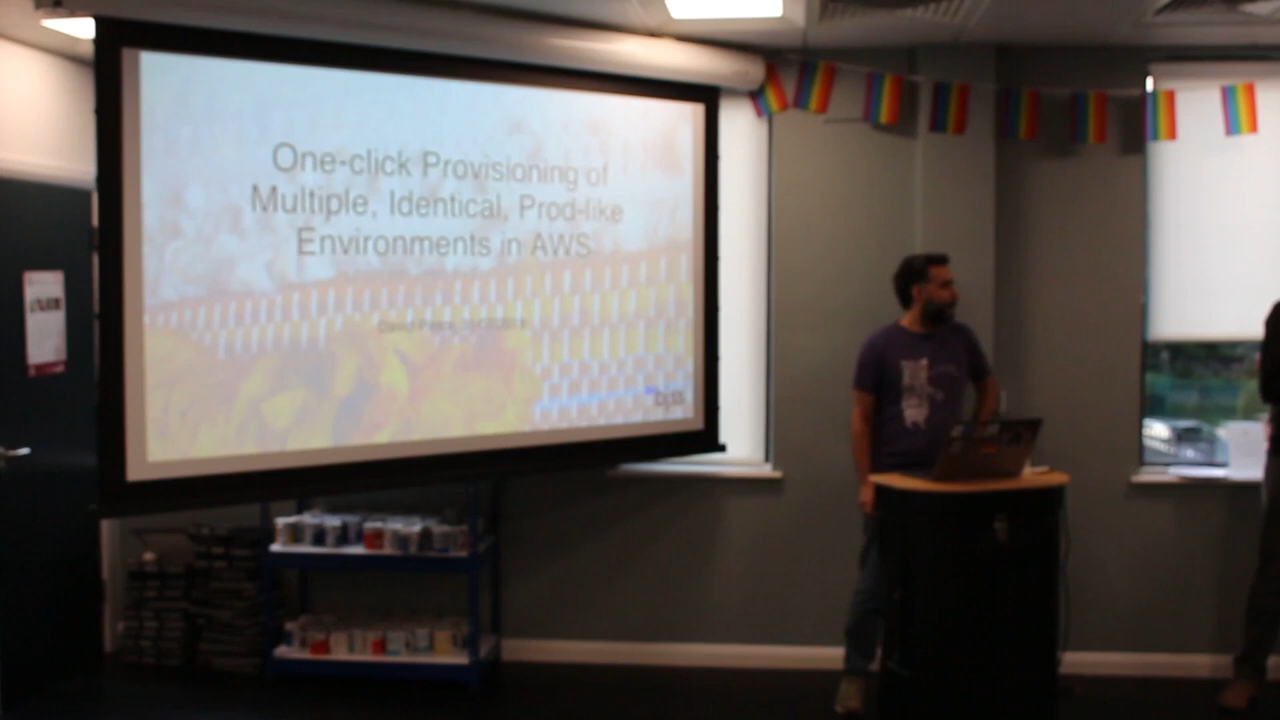 One-click Provisioning of
Multiple, Identical, Prod-like
Environments in AWS